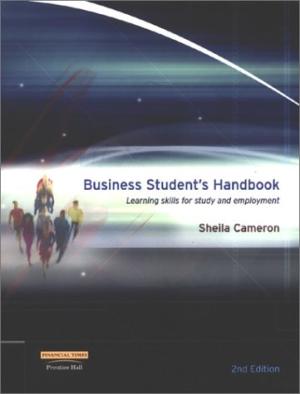 Business Student's Handbook
Learning skills for study and employment
Sheila Cameron
FINANCIAL TIMES
Prentice Hall
2nd Edition